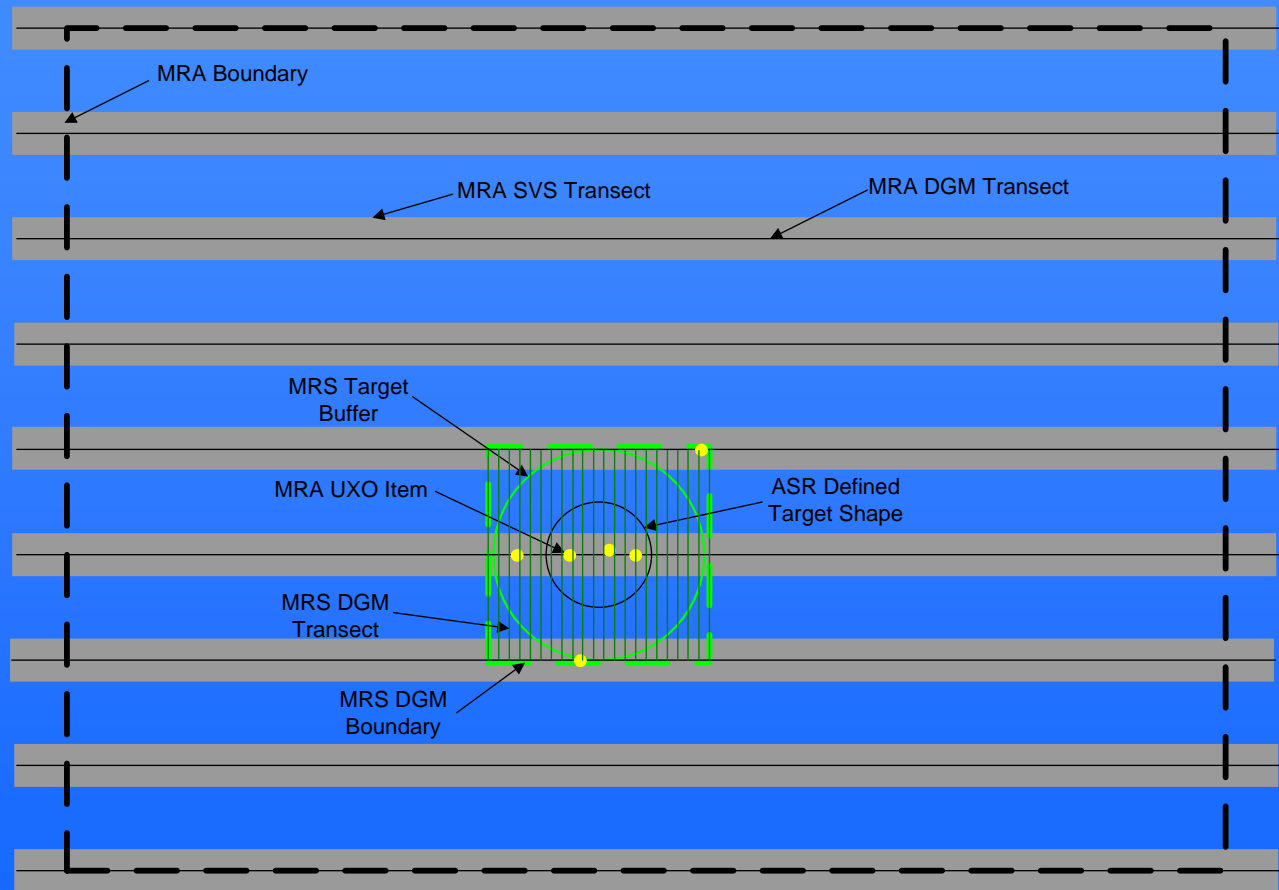 MRA Boundary
MRA SVS Transect
MRA DGM Transect
MRS Target
Buffer
MRA UXO Item
ASR Defined
Target Shape
MRS DGM
Transect
MRS DGM
Boundary